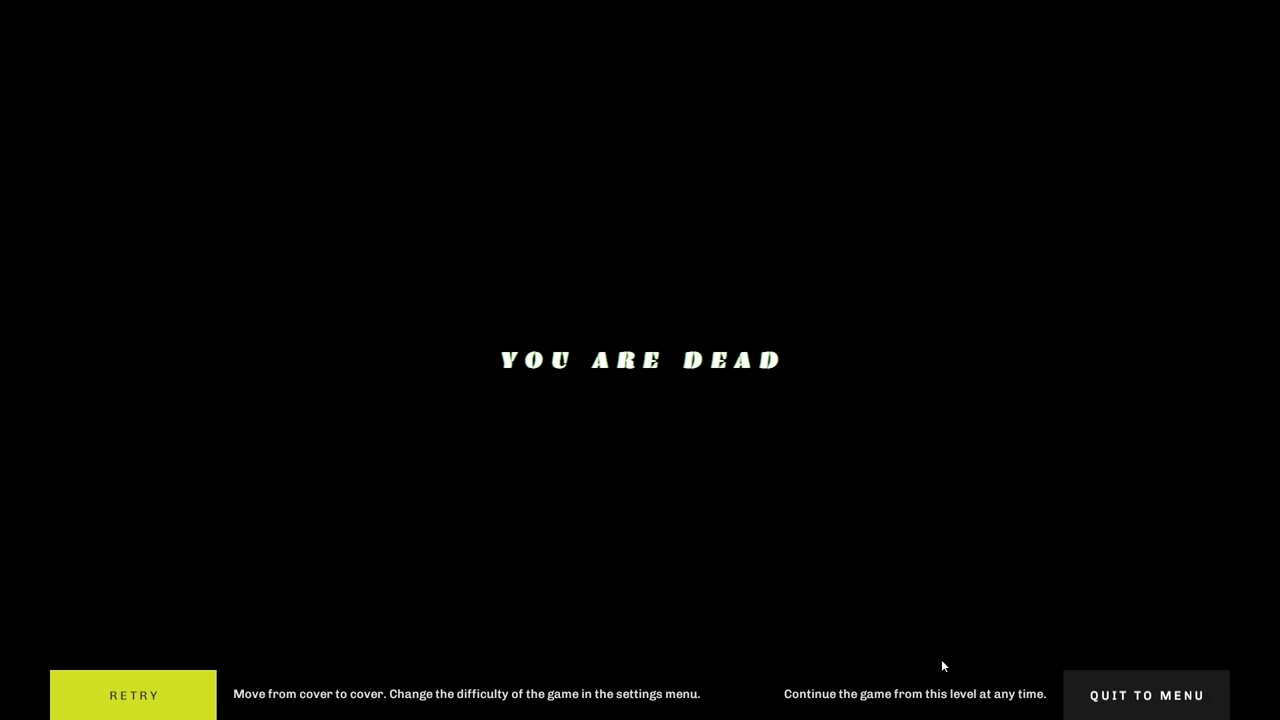 YOU ARE DEAD
RETRY
Move from cover to cover. Change the difficulty of the game in the settings menu.
Continue the game from this level at any time.
QUIT TO MENU